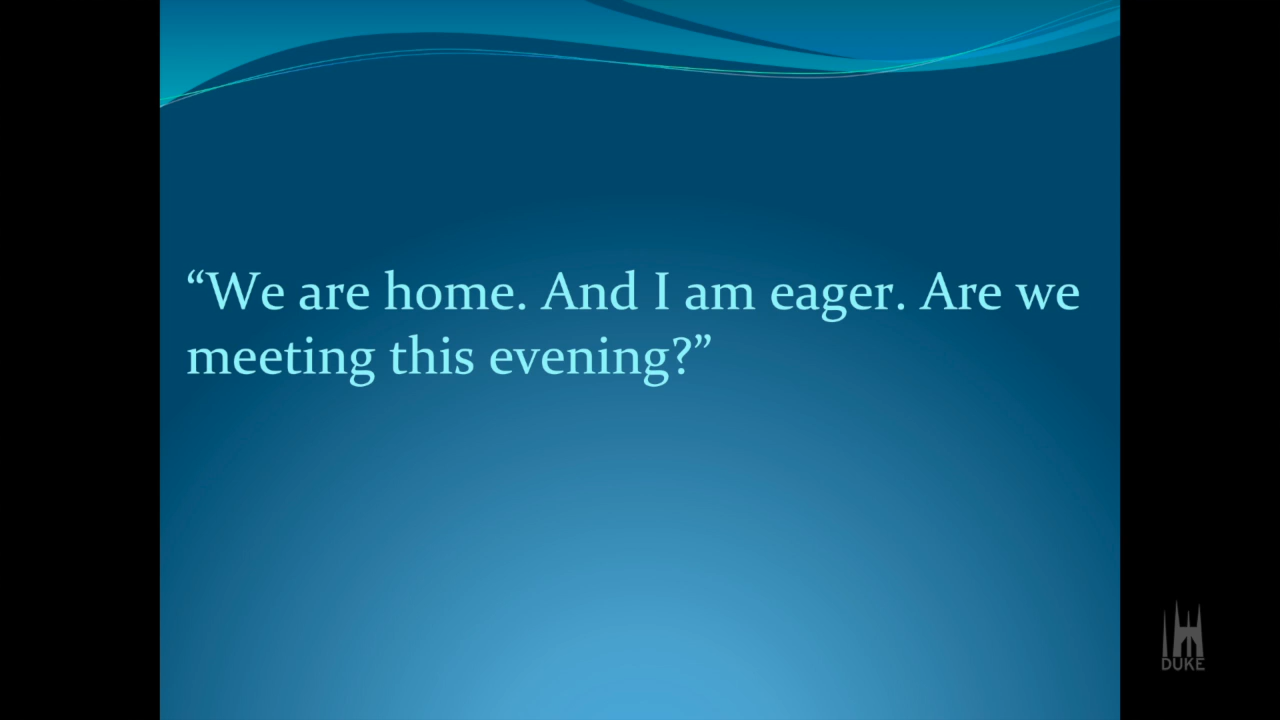 “We are home. And I am eager. Are we
meeting this evening?”
DUKE